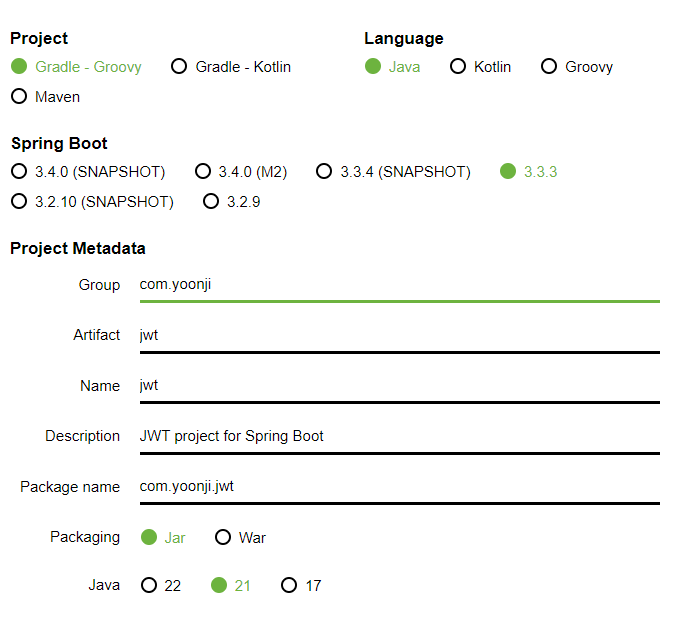 Project Language
Gradle - Groovy Gradle - Kotlin Java Kotlin Groovy
Maven
Spring Boot
3.4.0 (SNAPSHOT) 3.4.0 (M2) 3.3.4 (SNAPSHOT) 3.3.3
3.2.10 (SNAPSHOT) 3.2.9
Project Metadata
Group com.yoonji
Artifact jwt
Name jwt
Description JWT project for Spring Boot
Package name com.yoonji.jwt
Packaging Jar War
Java 22 21 17